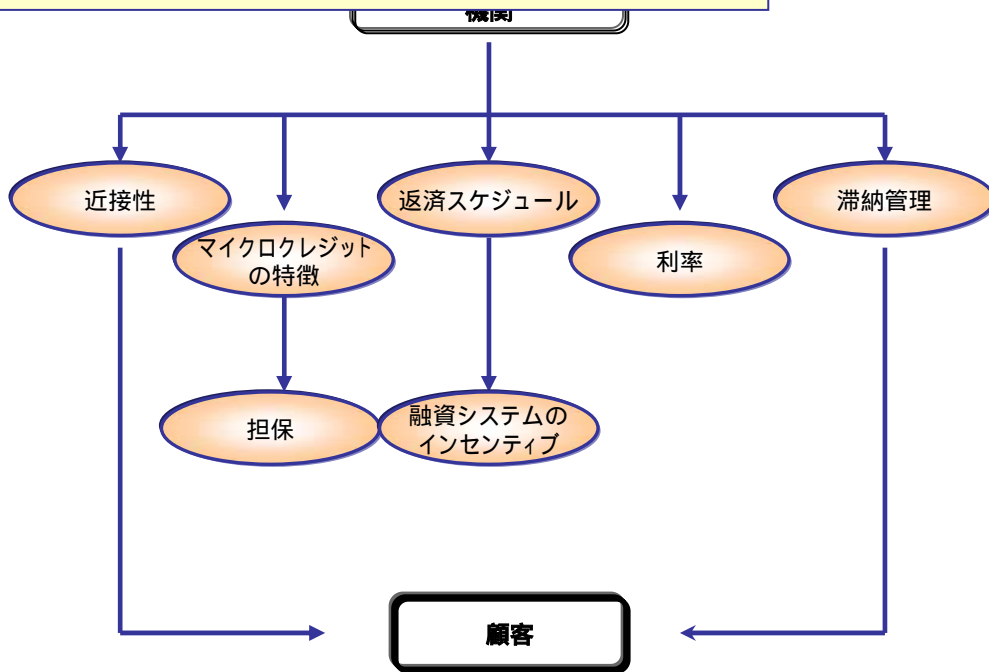 機関
近接性
返済スケジュール
滞納管理
マイクロクレジット
の特徴
利率
担保
融資システムの
インセンティブ
顧客